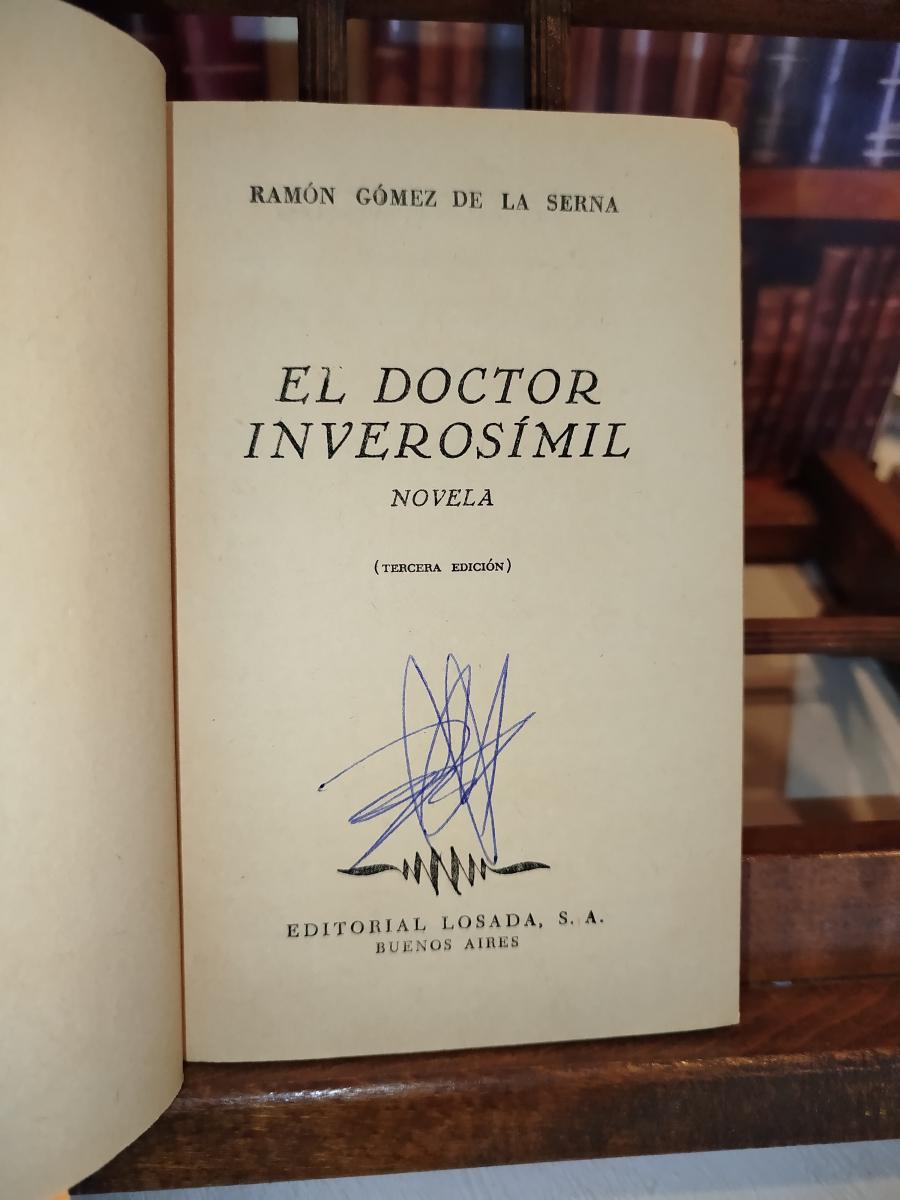 RAMÓN GÓMEZ DE LA SERNA
EL DOCTOR
INVEROSÍMIL
NOVELA
(TERCERA EDICIÓN)
EDITORIAL LOSADA, S. A.
BUENOS AIRES